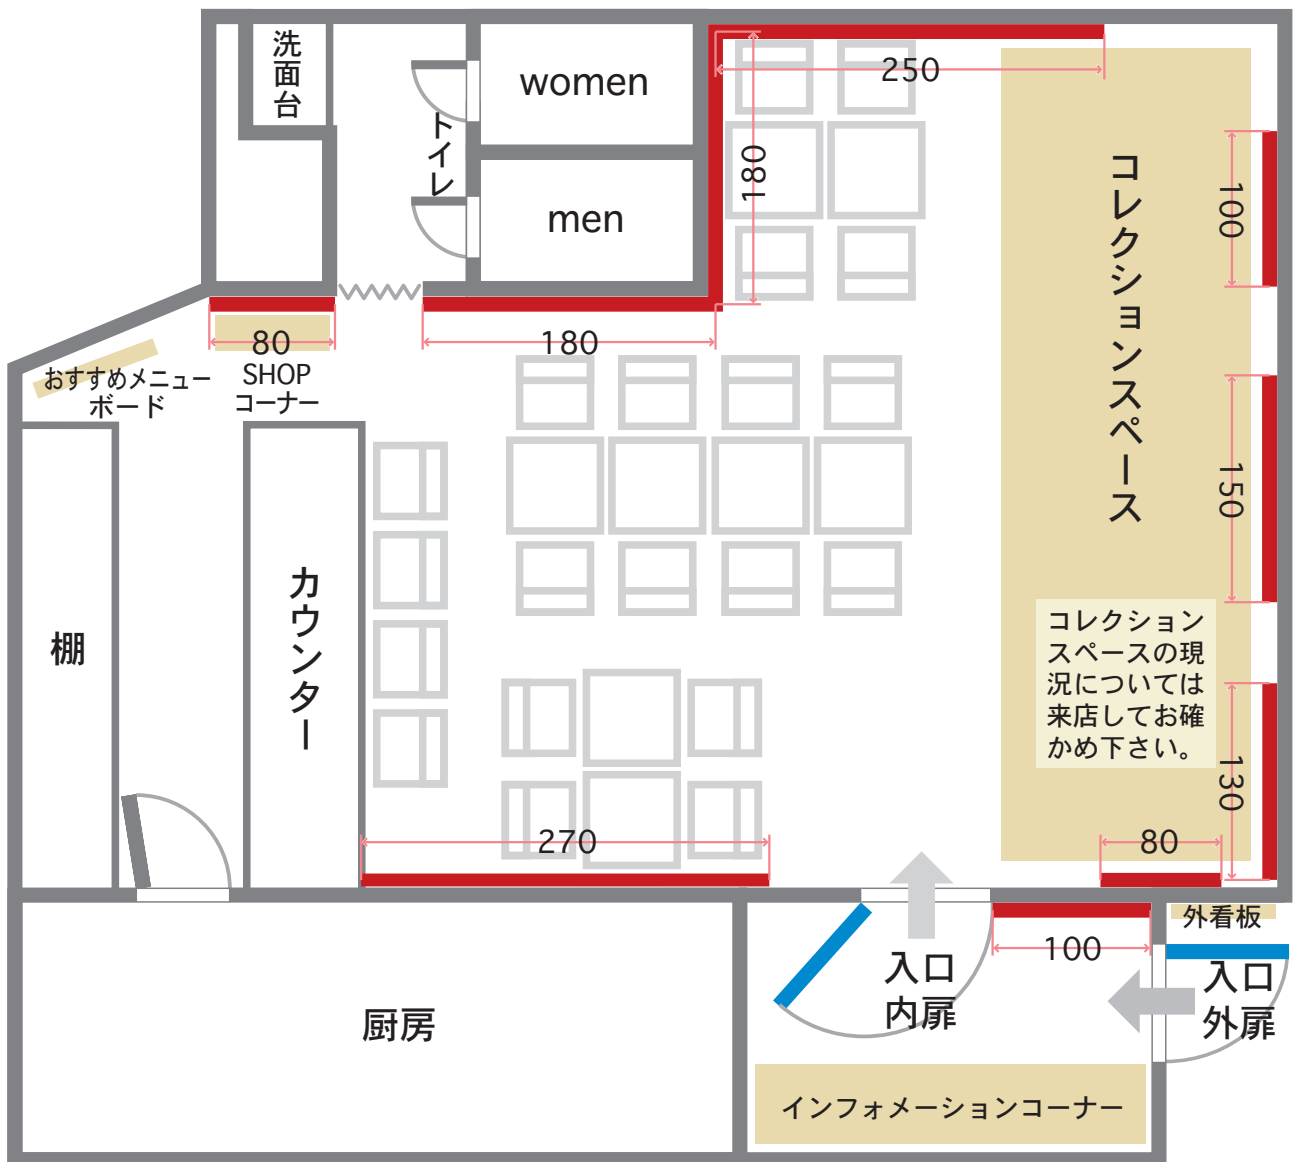 洗面台
women
トイレ
men
250
180
コレクションスペース
100
80
SHOP
コーナー
180
おすすめメニュー
ボード
150
棚
カウンター
コレクション
スペースの現
況については
来店してお確
かめ下さい。
130
270
80
外看板
100
入口
内扉
入口
外扉
厨房
インフォメーションコーナー